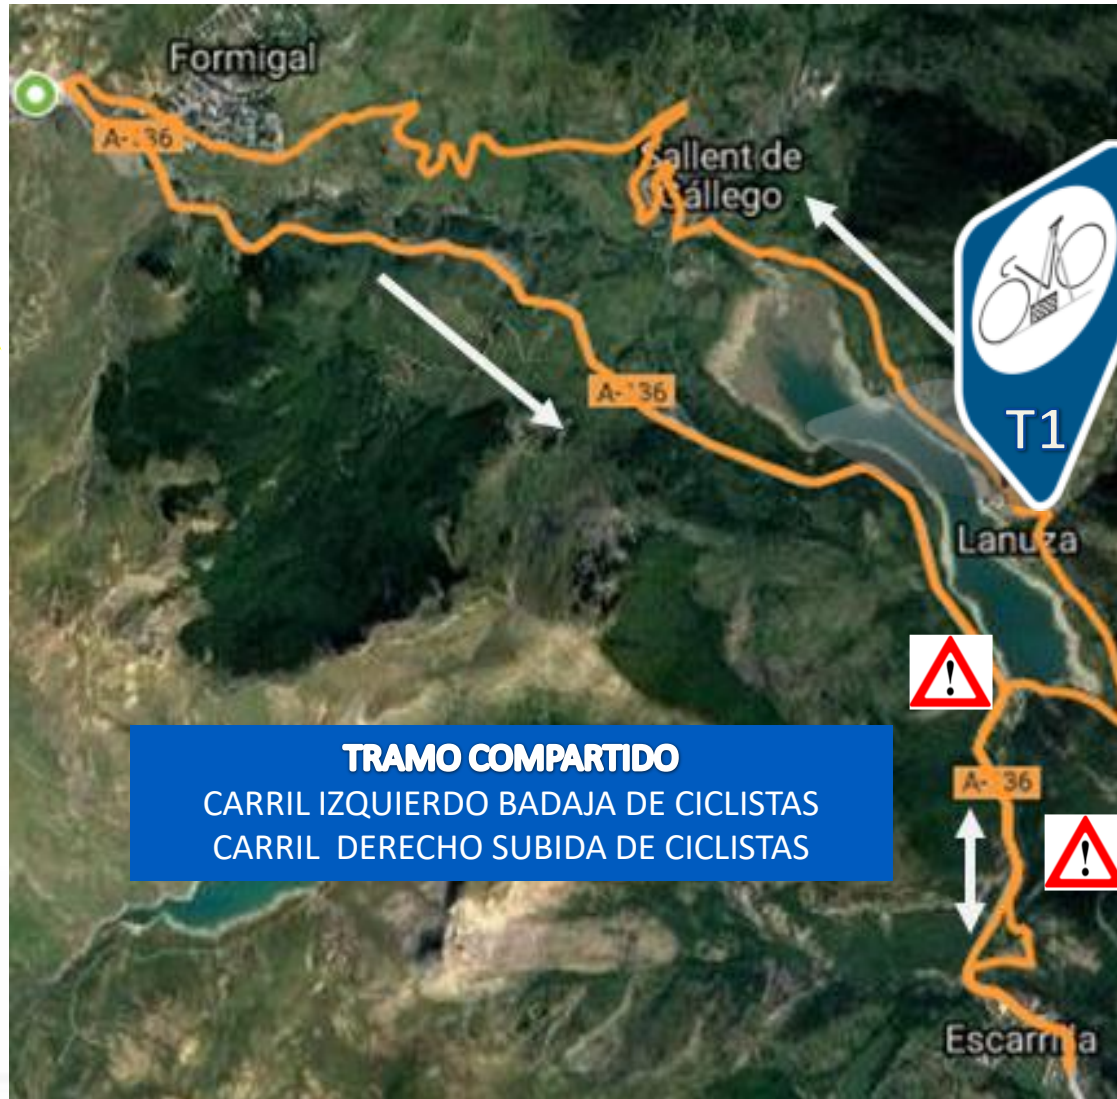 Formigal
A-136
Sallent de
Gállego
T1
A-136
Lanuza
!
TRAMO COMPARTIDO
CARRIL IZQUIERDO BADAJA DE CICLISTAS
CARRIL  DERECHO SUBIDA DE CICLISTAS
A-136
!
Escarrilla